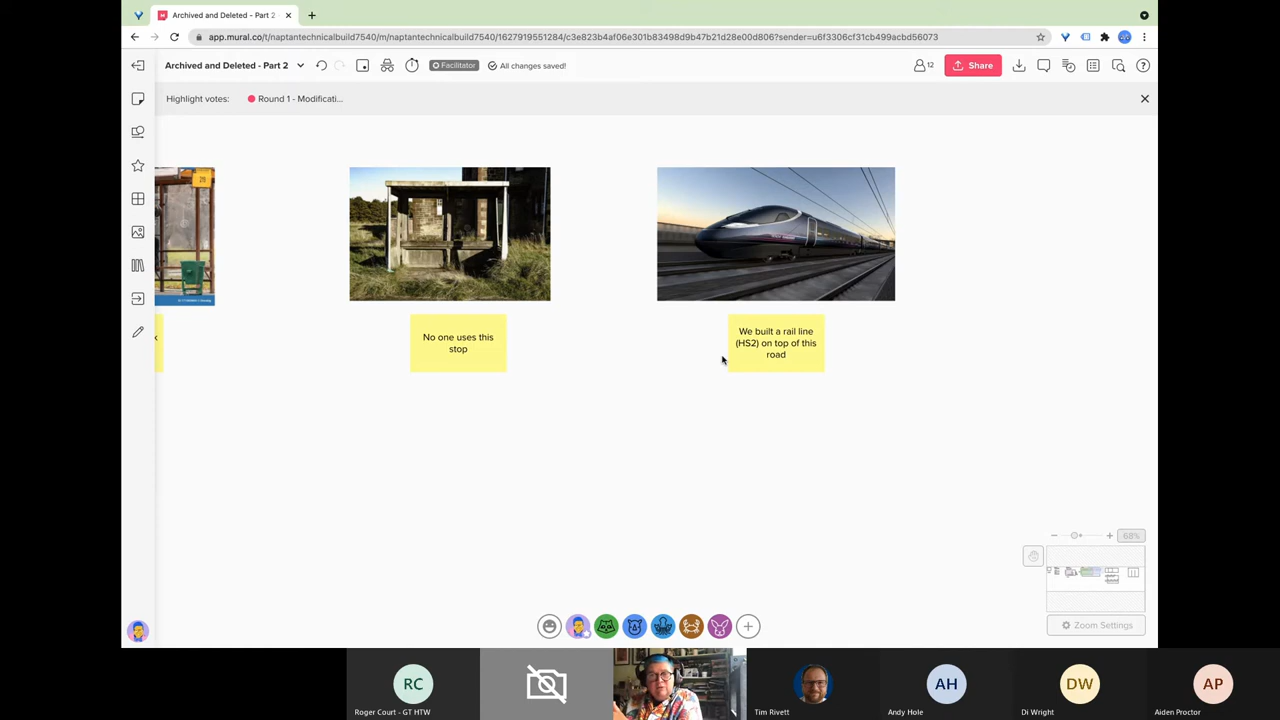 Archived and Deleted - Part 2
app.mural.co/t/naptantechnicalbuild7540/m/naptantechnicalbuild7540/1627919551284/c3e823b4af06e301b83498d9b47b21d28e00d806?sender=u6f3306cf31cb499acbd56073
Archived and Deleted - Part 2
Facilitator
All changes saved!
12
Share
Highlight votes:
Round 1 - Modificati...
26
k
No one uses this
stop
We built a rail line
(HS2) on top of this
road
68%
Zoom Settings
RC
AH
DW
AP
Roger Court - GT HTW
Tim Rivett
Andy Hole
Di Wright
Aiden Proctor